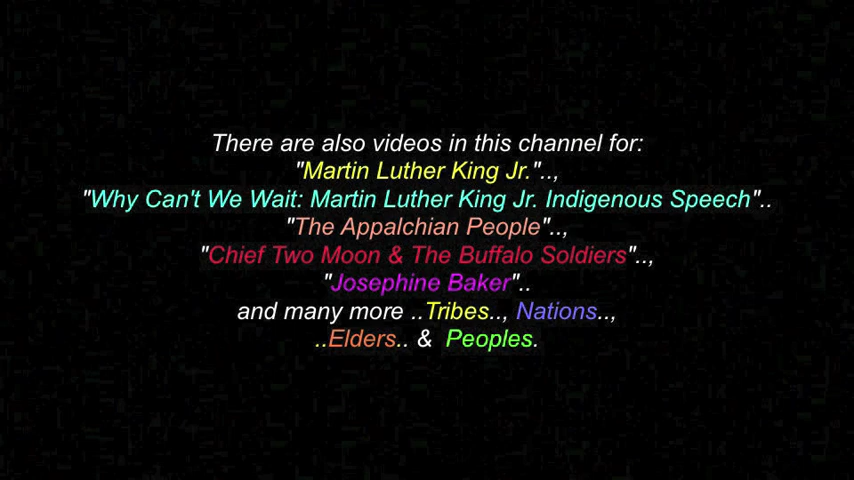 There are also videos in this channel for:
"Martin Luther King Jr."..,
"Why Can't We Wait: Martin Luther King Jr. Indigenous Speech"..
"The Appalchian People"..,
"Chief Two Moon & The Buffalo Soldiers"..,
"Josephine Baker"..
and many more ..Tribes.., Nations..,
..Elders.. & Peoples.